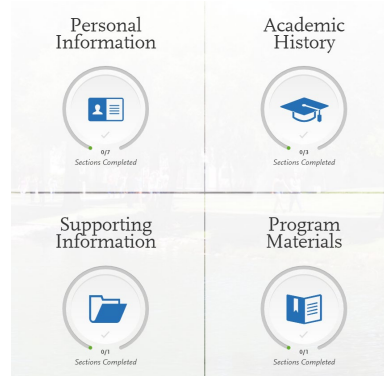 Personal
Information
0/7
Sections Completed
Academic
History
0/3
Sections Completed
Supporting
Information
0/1
Sections Completed
Program
Materials
0/1
Sections Completed